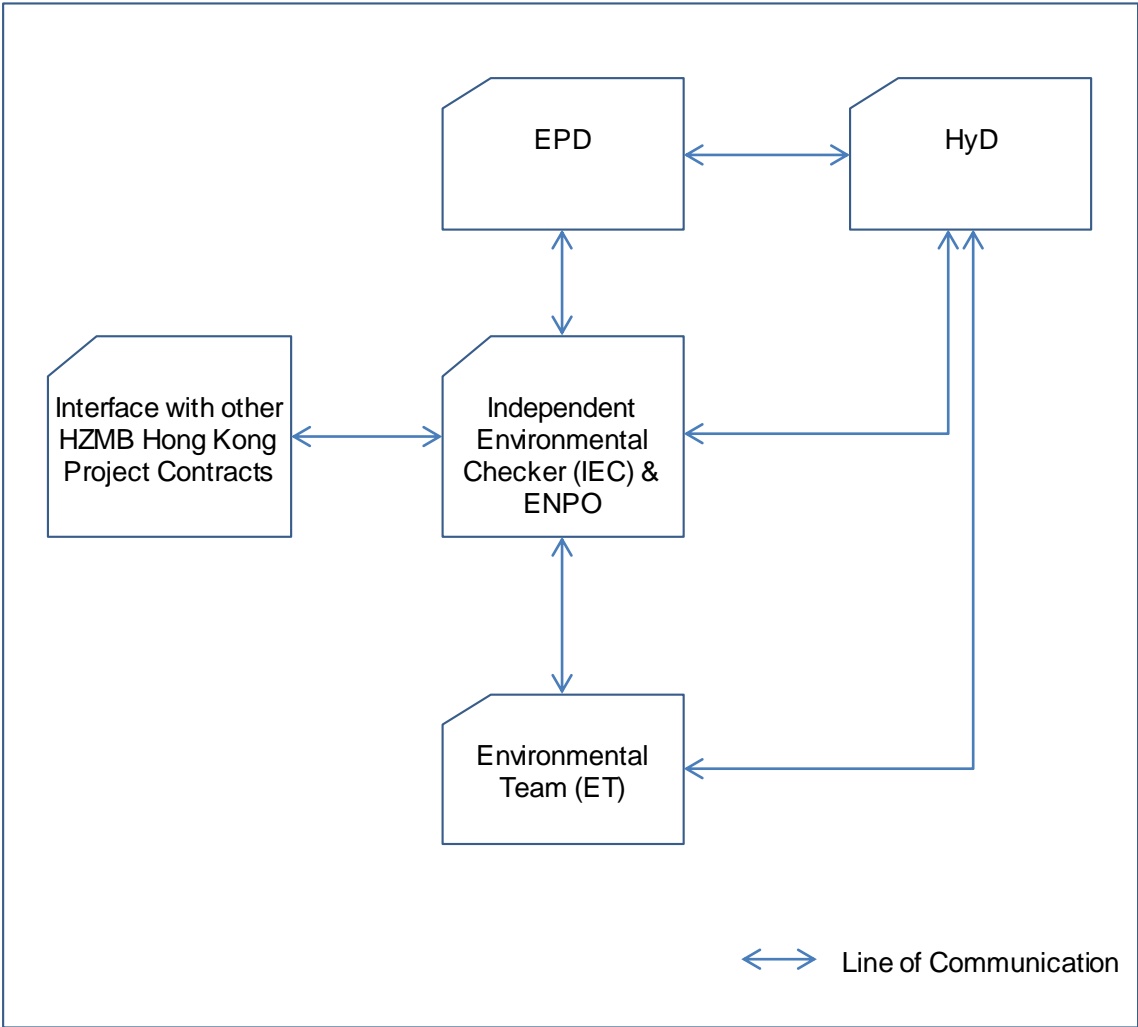 EPD
HyD
Interface with other
HZMB Hong Kong
Project Contracts
Independent
Environmental
Checker (IEC) &
ENPO
Environmental
Team (ET)
Line of Communication